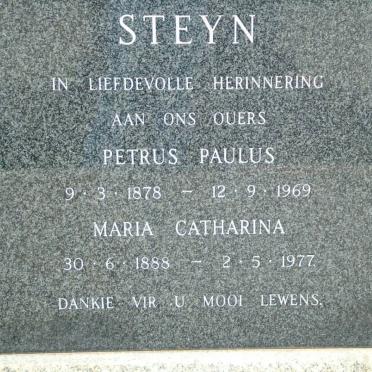 STEYN
IN LIEFDEVOLLE HERINNERING
AAN ONS OUERS
PETRUS PAULUS
9 · 3 · 1878 – 12 · 9 · 1969
MARIA CATHARINA
30 · 6 · 1888 – 2 · 5 · 1977
DANKIE VIR U MOOI LEWENS.